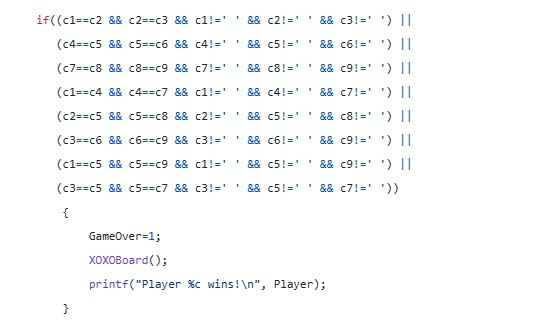 if((c1==c2 && c2==c3 && c1!=' ' && c2!=' ' && c3!=' ') ||
(c4==c5 && c5==c6 && c4!=' ' && c5!=' ' && c6!=' ') ||
(c7==c8 && c8==c9 && c7!=' ' && c8!=' ' && c9!=' ') ||
(c1==c4 && c4==c7 && c1!=' ' && c4!=' ' && c7!=' ') ||
(c2==c5 && c5==c8 && c2!=' ' && c5!=' ' && c8!=' ') ||
(c3==c6 && c6==c9 && c3!=' ' && c6!=' ' && c9!=' ') ||
(c1==c5 && c5==c9 && c1!=' ' && c5!=' ' && c9!=' ') ||
(c3==c5 && c5==c7 && c3!=' ' && c5!=' ' && c7!=' '))
{
GameOver=1;
XOXOBoard();
printf("Player %c wins!\n", Player);
}